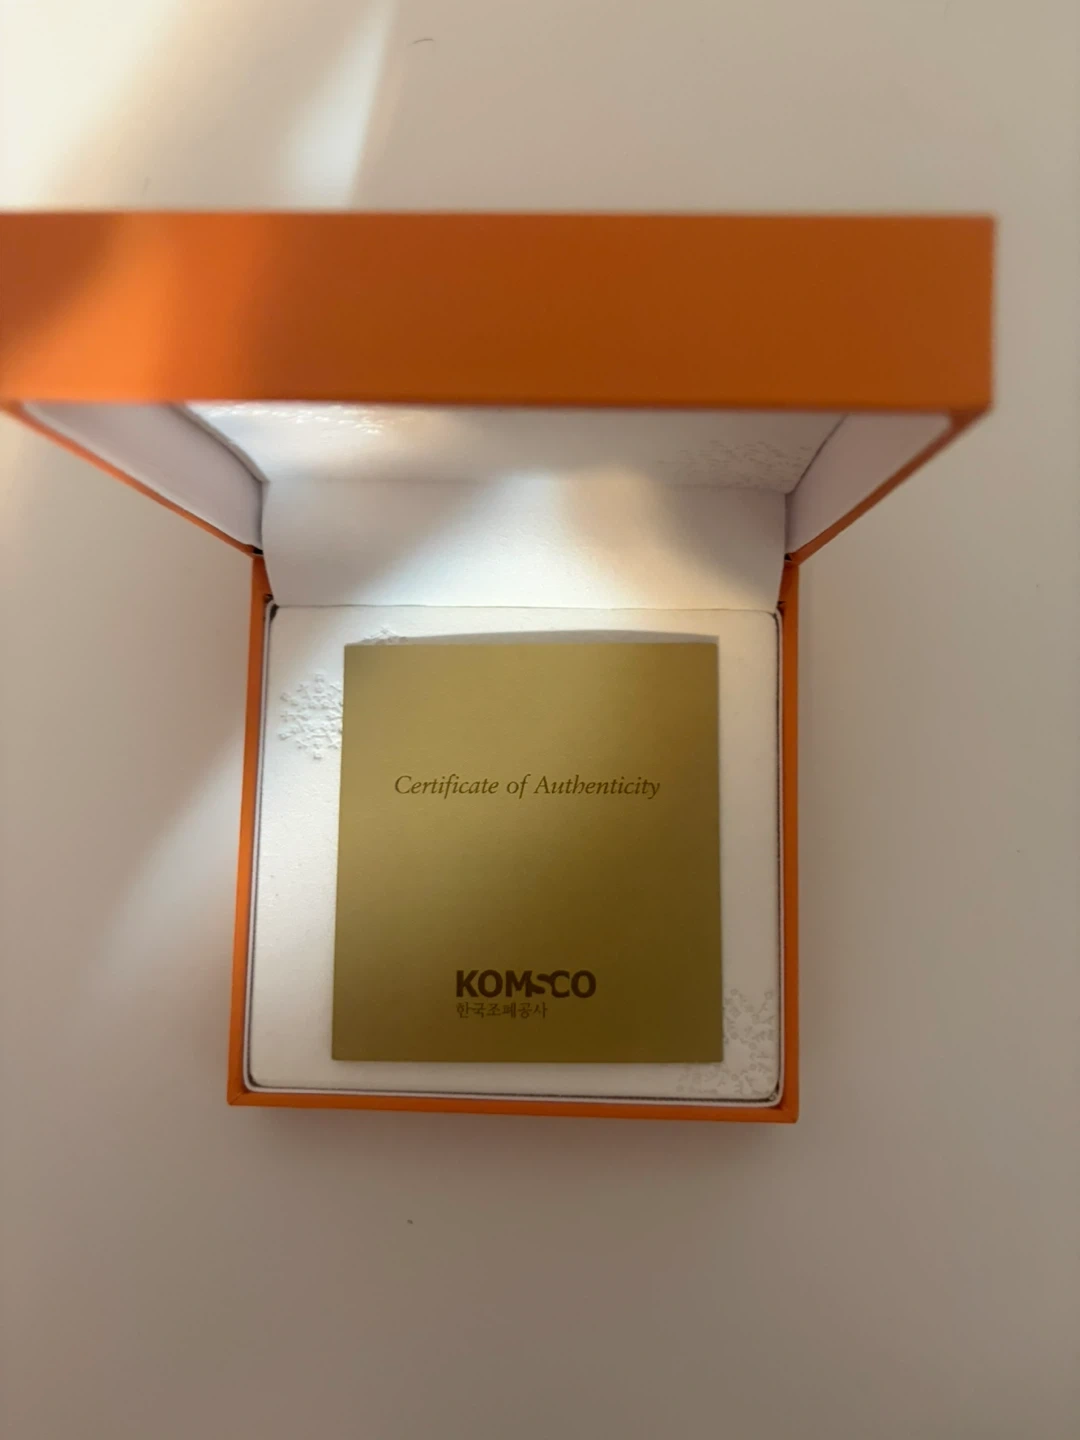 Certificate of Authenticity
KOMSCO
한국조폐공사